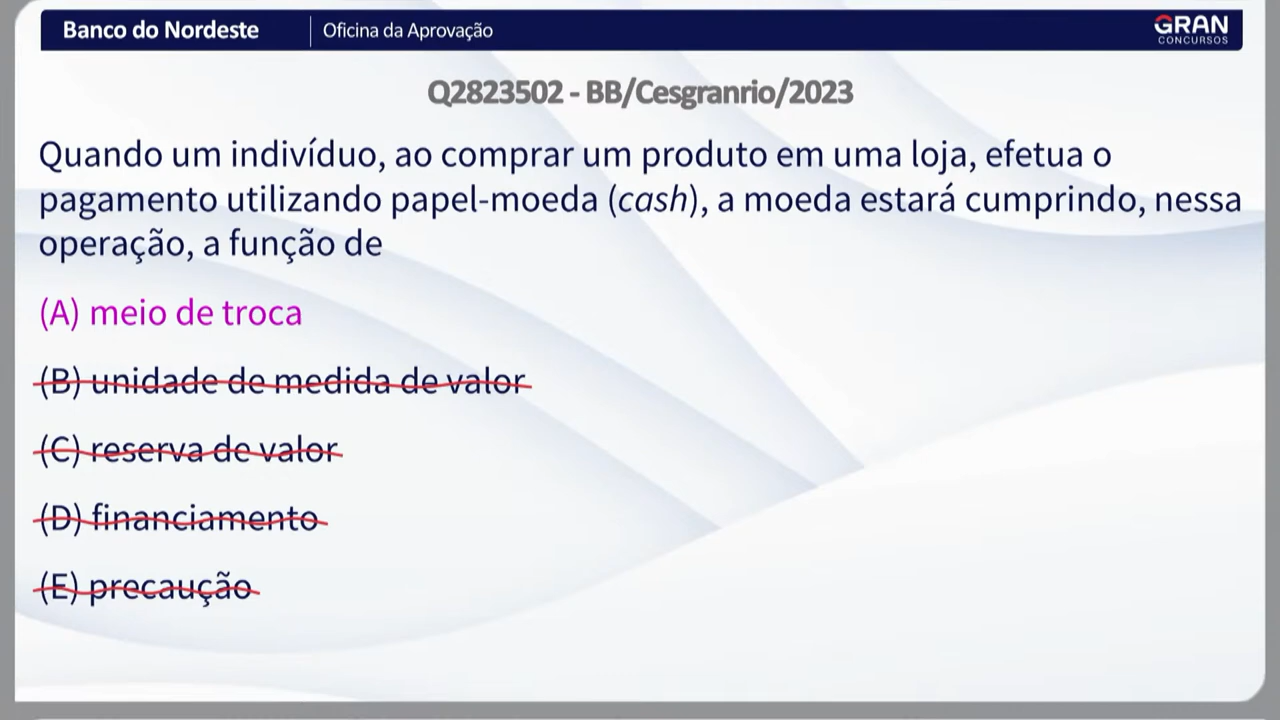 Banco do Nordeste
Oficina da Aprovação
GRAN
CONCURSOS
Q2823502 - BB/Cesgranrio/2023
Quando um indivíduo, ao comprar um produto em uma loja, efetua o
pagamento utilizando papel-moeda (cash), a moeda estará cumprindo, nessa
operação, a função de
(A) meio de troca
(B) unidade de medida de valor
(C) reserva de valor
(D) financiamento
(E) precaução